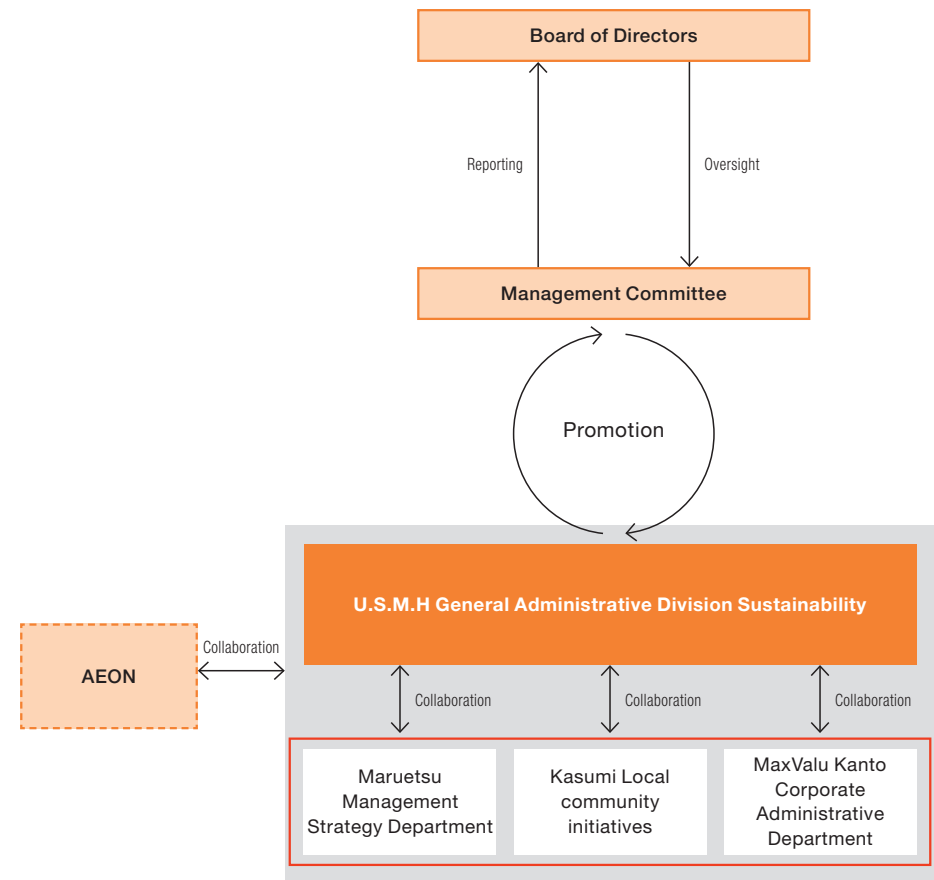 Board of Directors
Reporting
Oversight
Management Committee
Promotion
U.S.M.H General Administrative Division Sustainability
Collaboration
AEON
Collaboration
Collaboration
Collaboration
Maruetsu
Management
Strategy Department
Kasumi Local
community
initiatives
MaxValu Kanto
Corporate
Administrative
Department